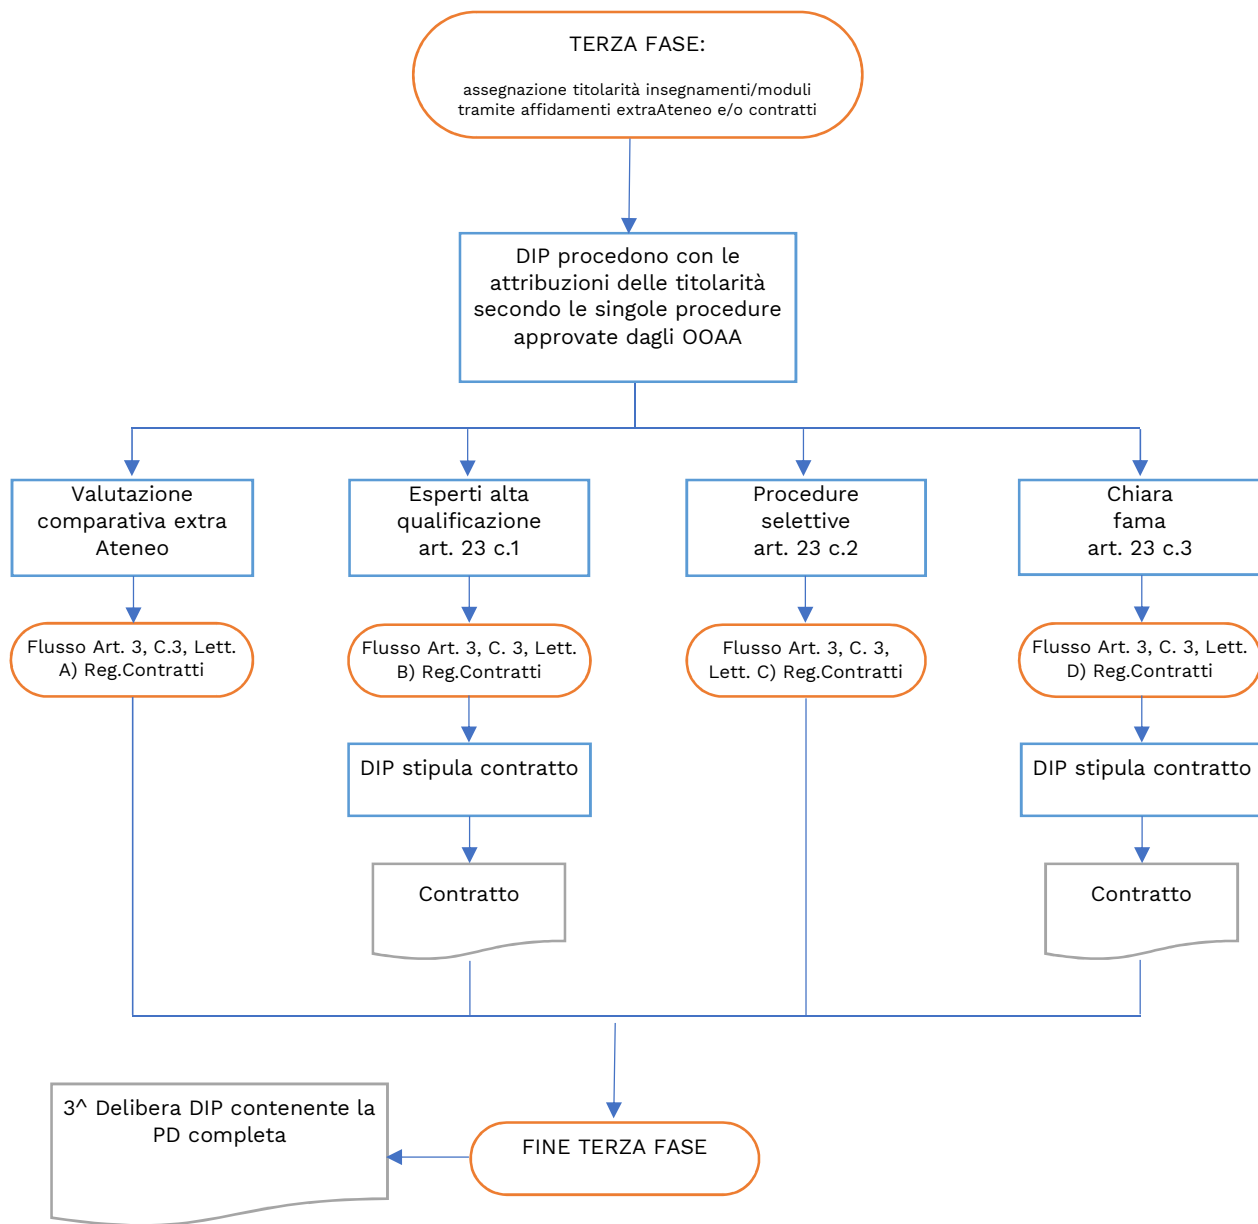 TERZA FASE:
assegnazione titolarità insegnamenti/moduli
tramite affidamenti extraAteneo e/o contratti
DIP procedono con le
attribuzioni delle titolarità
secondo le singole procedure
approvate dagli OOAA
Valutazione
comparativa extra
Ateneo
Esperti alta
qualificazione
art. 23 c.1
Procedure
selettive
art. 23 c.2
Chiara
fama
art. 23 c.3
Flusso Art. 3, C.3, Lett.
A) Reg.Contratti
Flusso Art. 3, C. 3, Lett.
B) Reg.Contratti
Flusso Art. 3, C. 3,
Lett. C) Reg.Contratti
Flusso Art. 3, C. 3, Lett.
D) Reg.Contratti
DIP stipula contratto
DIP stipula contratto
Contratto
Contratto
3^ Delibera DIP contenente la
PD completa
FINE TERZA FASE